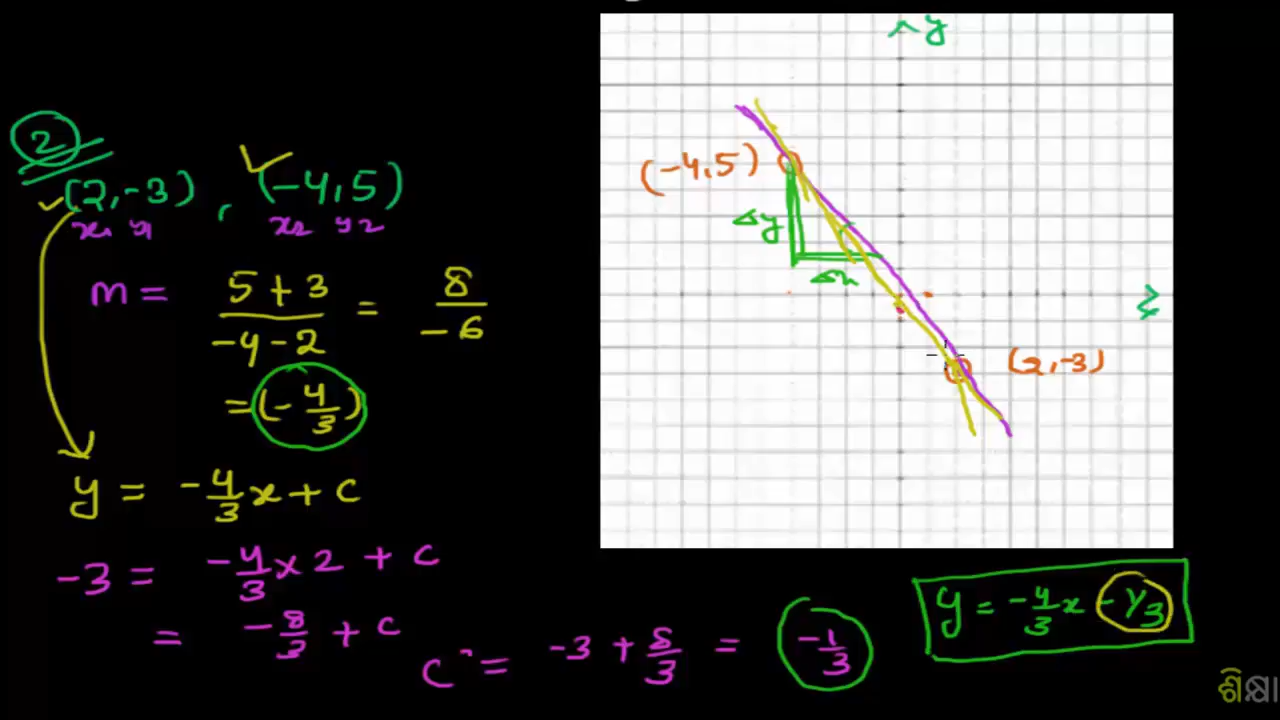 2
(2,-3) , (-4,5)
x1 y1 x2 y2
m = 5+3/-4-2 = 8/-6
= (-4/3)
y = -4/3x + c
-3 = -4/3 x 2 + c
= -8/3 + c
c = -3 + 8/3 = -1/3
y = -4/3x - 1/3
y
(-4,5)
Δy
Δx
x
(2,-3)
ଶିକ୍ଷା